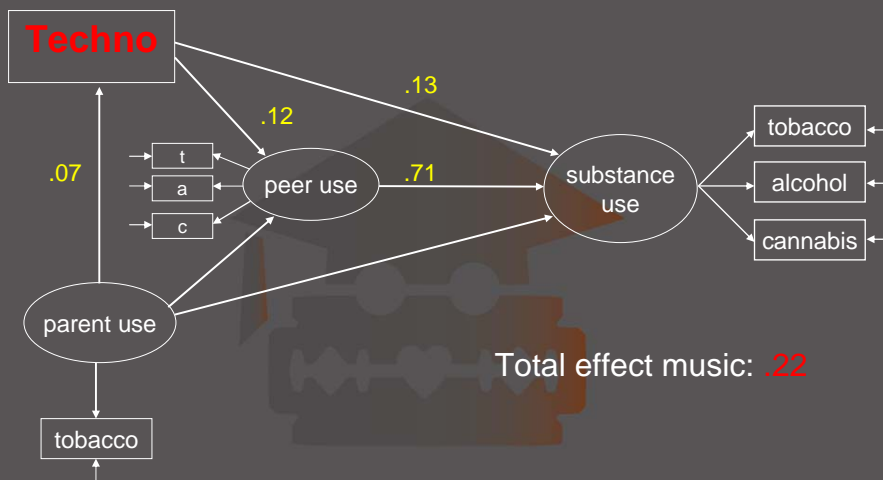 Techno
.13
.12
tobacco
.07
t
peer use
.71
substance
use
a
alcohol
c
cannabis
parent use
Total effect music: .22
tobacco